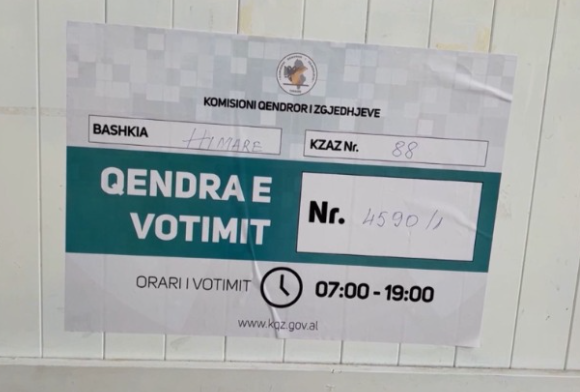 KOMISIONI QENDROR I ZGJEDHJEVE
BASHKIA HIMARE
KZAZ Nr. 88
QENDRA E
VOTIMIT
Nr. 4590/1
ORARI I VOTIMIT 07:00 - 19:00
www.kqz.gov.al